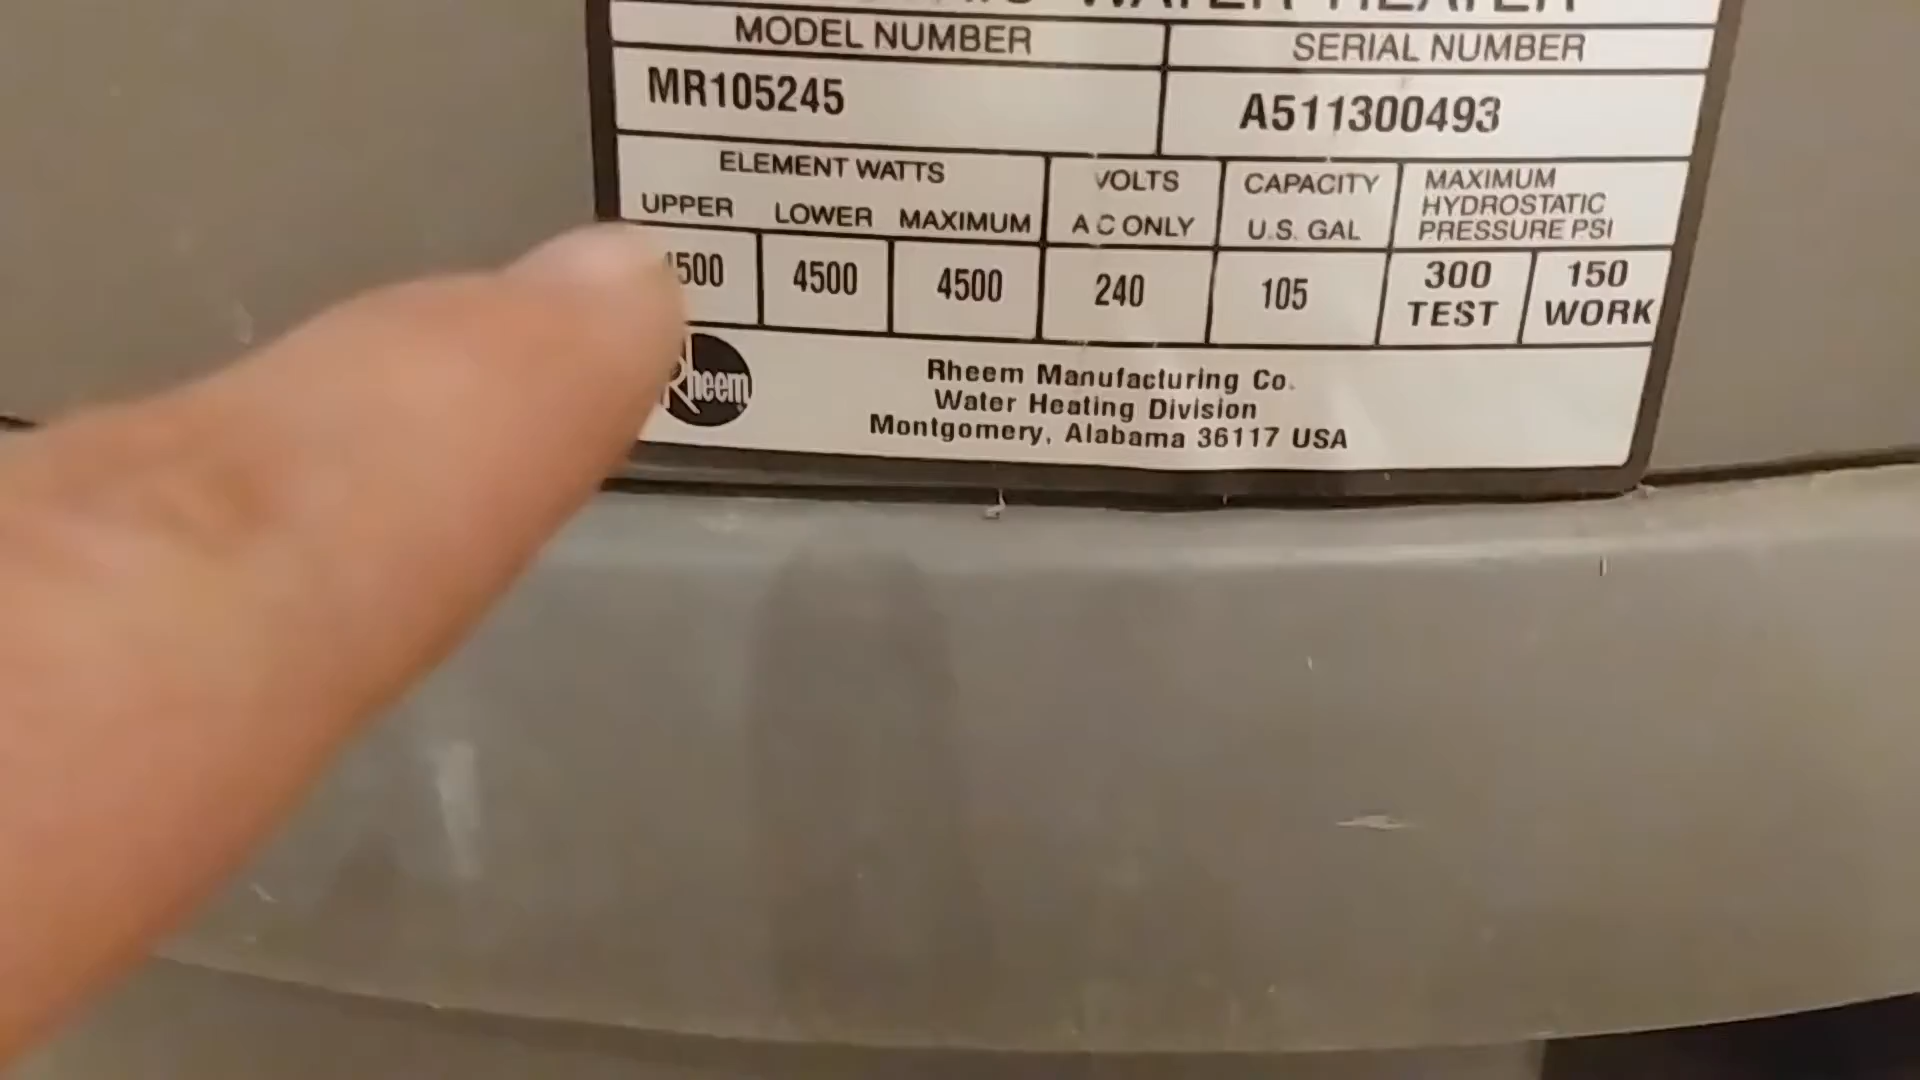 WATER HEATER
MODEL NUMBER SERIAL NUMBER
MR105245 A511300493
ELEMENT WATTS
UPPER LOWER MAXIMUM
VOLTS
A C ONLY
CAPACITY
U.S. GAL
MAXIMUM
HYDROSTATIC
PRESSURE PSI
4500 4500 240 105
300
TEST
150
WORK
Rheem
Rheem Manufacturing Co.
Water Heating Division
Montgomery, Alabama 36117 USA